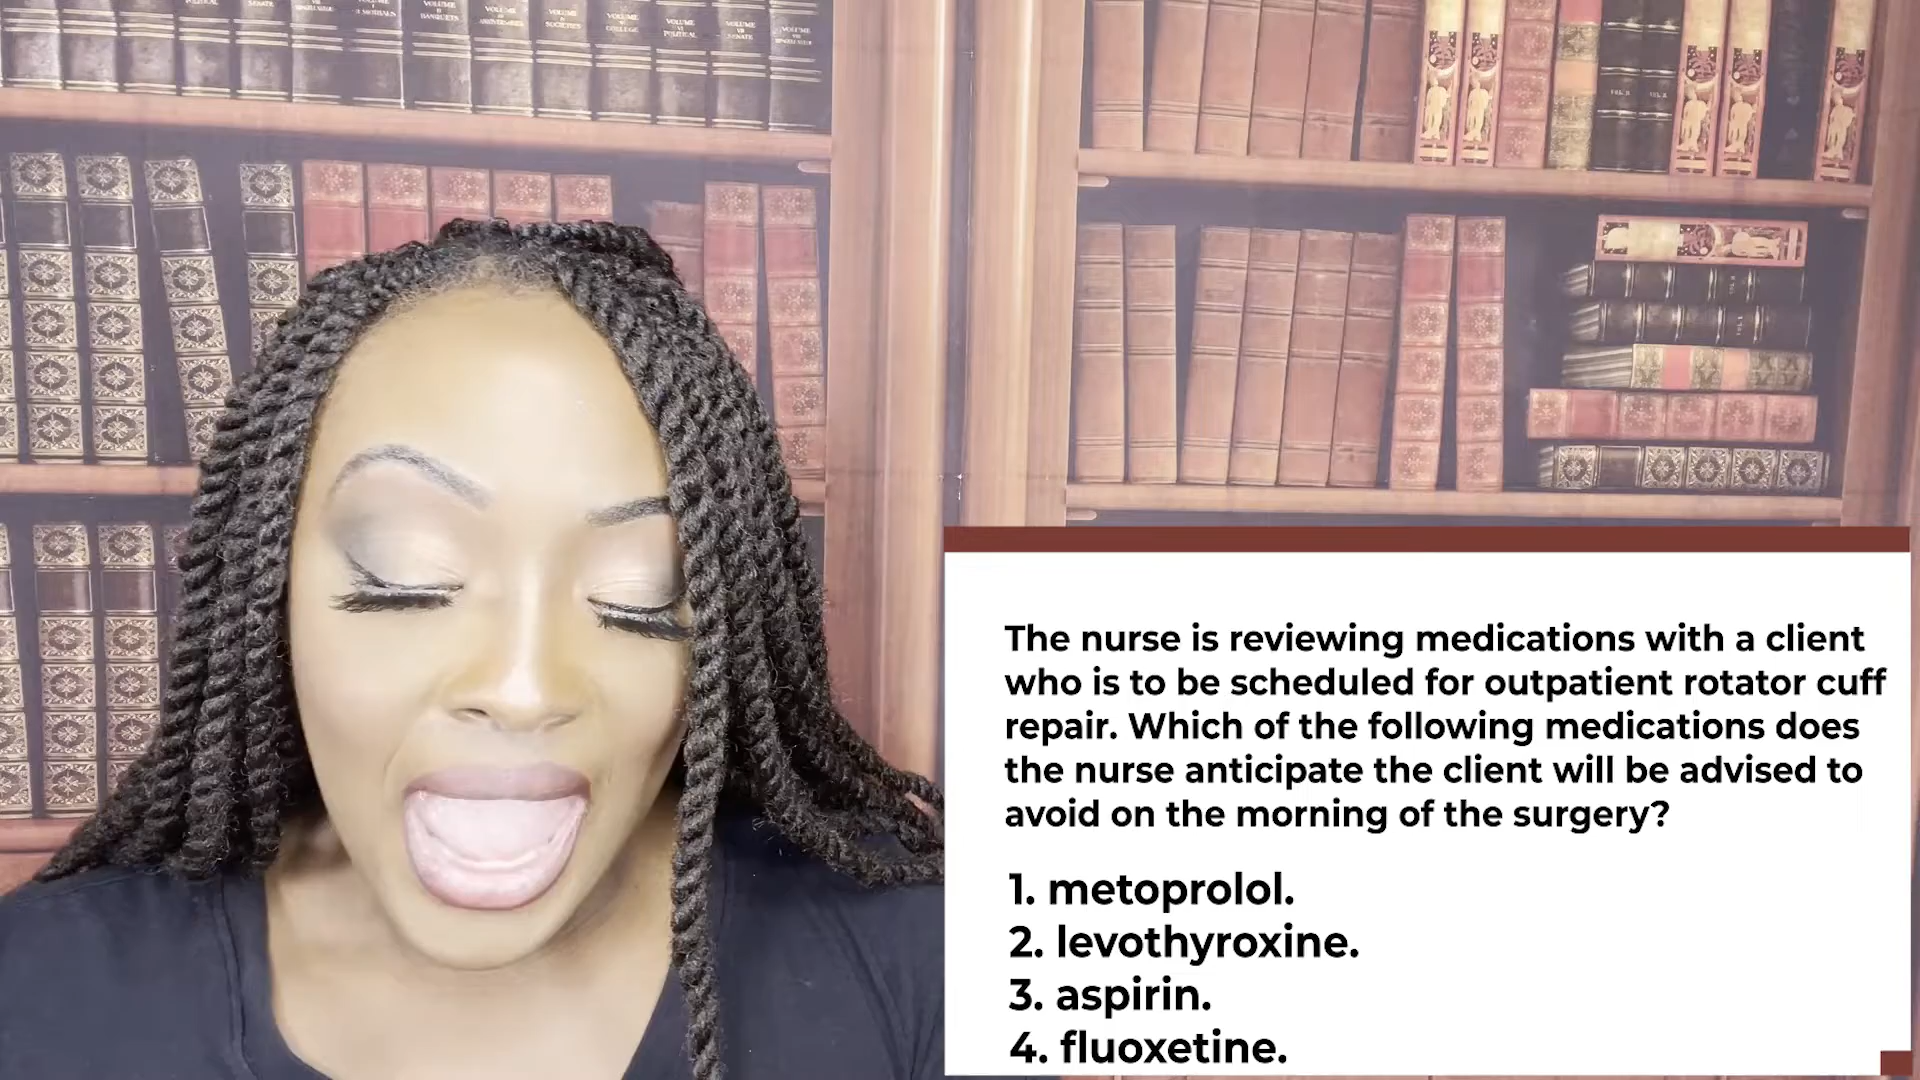 The nurse is reviewing medications with a client
who is to be scheduled for outpatient rotator cuff
repair. Which of the following medications does
the nurse anticipate the client will be advised to
avoid on the morning of the surgery?
1. metoprolol.
2. levothyroxine.
3. aspirin.
4. fluoxetine.